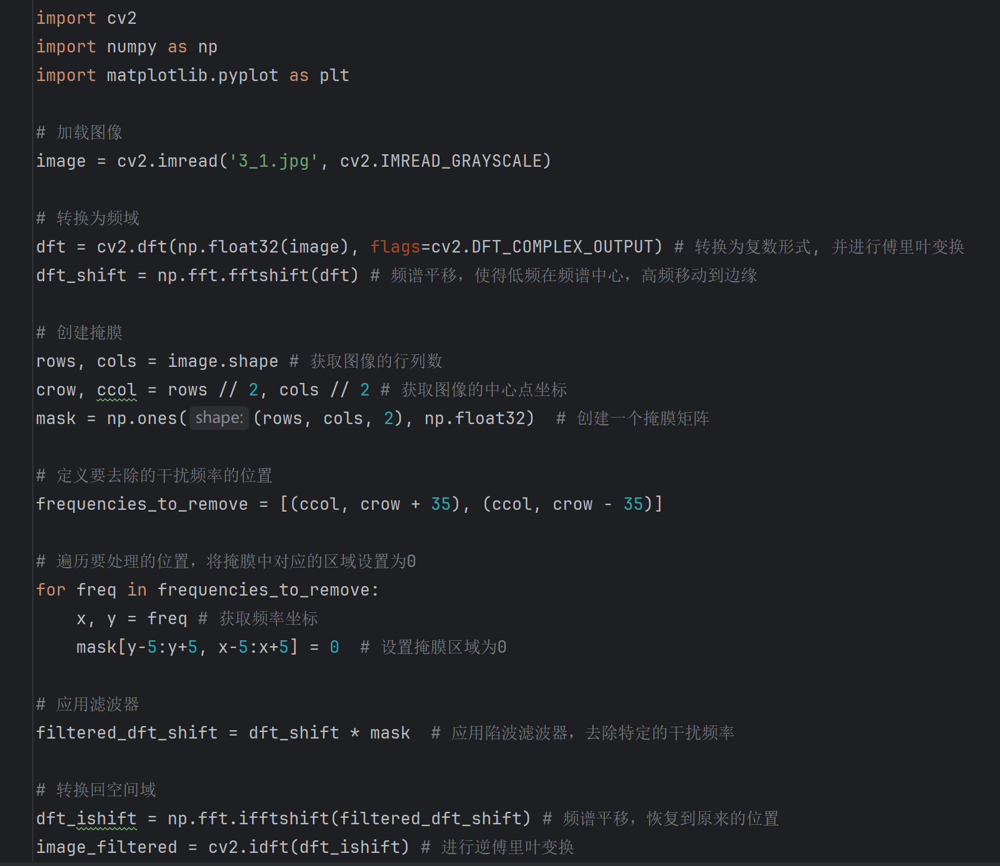 import cv2
import numpy as np
import matplotlib.pyplot as plt
# 加载图像
image = cv2.imread('3_1.jpg', cv2.IMREAD_GRAYSCALE)
# 转换为频域
dft = cv2.dft(np.float32(image), flags=cv2.DFT_COMPLEX_OUTPUT) # 转换为复数形式, 并进行傅里叶变换
dft_shift = np.fft.fftshift(dft) # 频谱平移，使得低频在频谱中心，高频移动到边缘
# 创建掩膜
rows, cols = image.shape # 获取图像的行列数
crow, ccol = rows // 2, cols // 2 # 获取图像的中心点坐标
mask = np.ones( shape: (rows, cols, 2), np.float32)  # 创建一个掩膜矩阵
# 定义要去除的干扰频率的位置
frequencies_to_remove = [(ccol, crow + 35), (ccol, crow - 35)]
# 遍历要处理的位置，将掩膜中对应的区域设置为0
for freq in frequencies_to_remove:
    x, y = freq # 获取频率坐标
    mask[y-5:y+5, x-5:x+5] = 0  # 设置掩膜区域为0
# 应用滤波器
filtered_dft_shift = dft_shift * mask  # 应用陷波滤波器，去除特定的干扰频率
# 转换回空间域
dft_ishift = np.fft.ifftshift(filtered_dft_shift) # 频谱平移，恢复到原来的位置
image_filtered = cv2.idft(dft_ishift) # 进行逆傅里叶变换